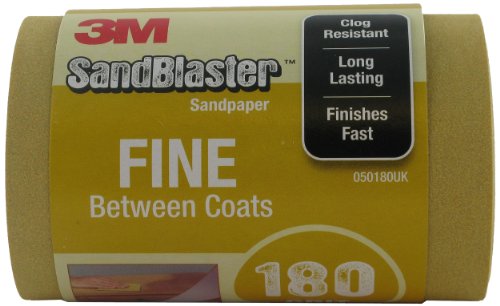 3M
SandBlaster™
Sandpaper
FINE
Between Coats
180
Clog
Resistant
Long
Lasting
Finishes
Fast
050180UK